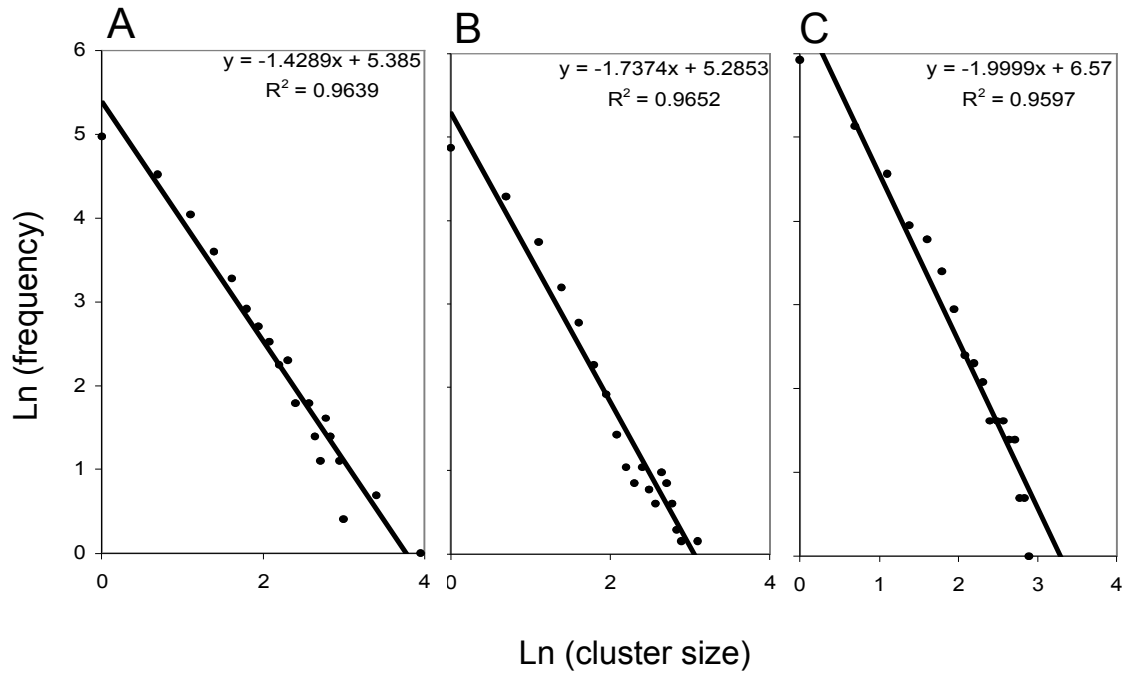 A
B
C
y = -1.4289x + 5.385
R² = 0.9639
y = -1.7374x + 5.2853
R² = 0.9652
y = -1.9999x + 6.57
R² = 0.9597
6
5
4
3
2
1
0
Ln (frequency)
0 2 4
0 2 4
0 1 2 3 4
Ln (cluster size)